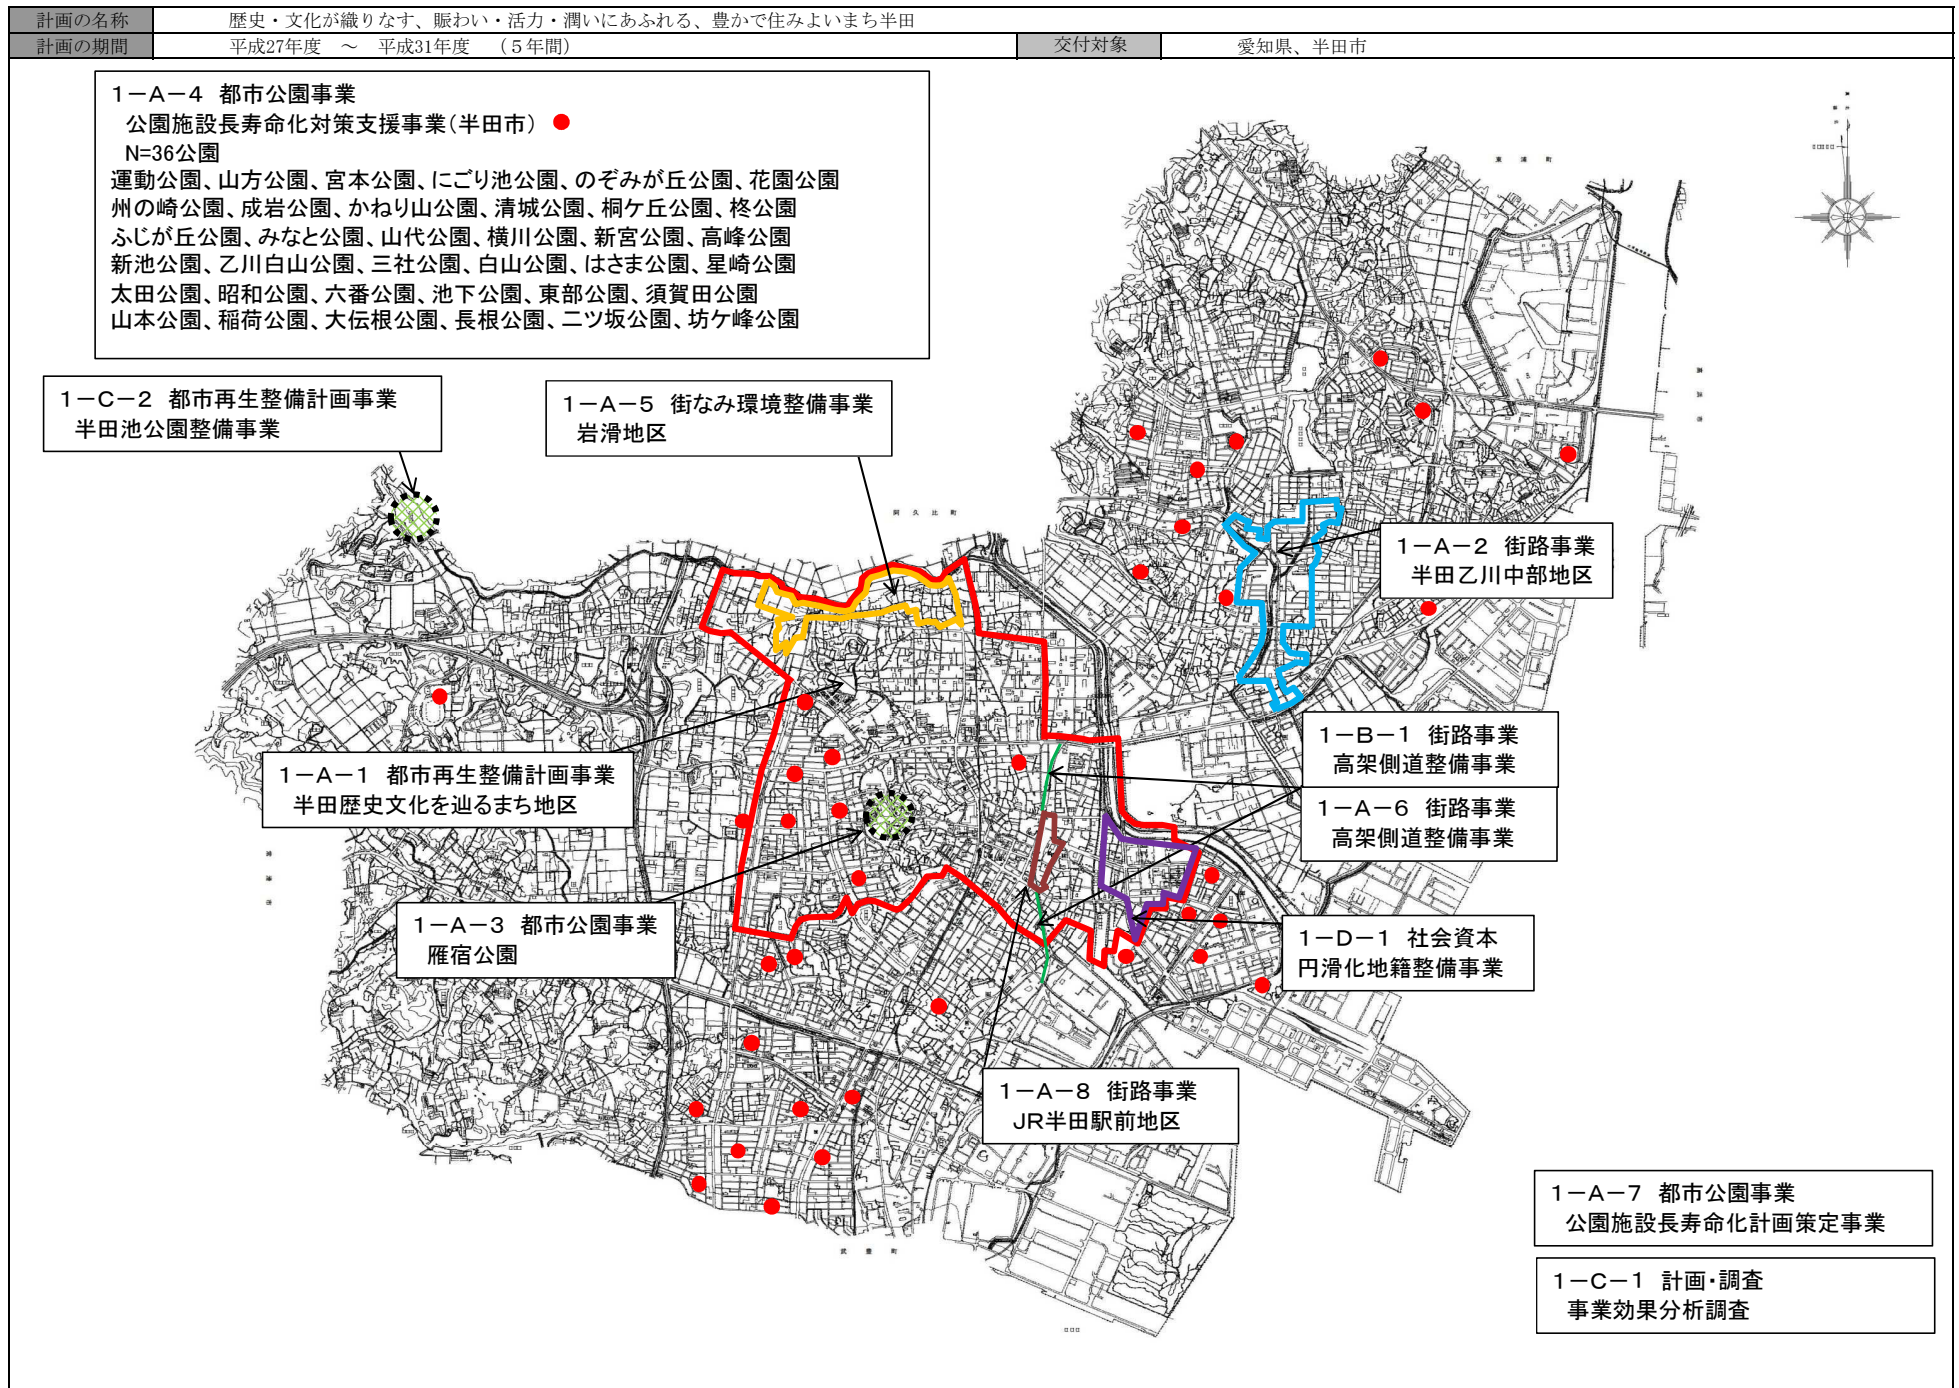 計画の名称 歴史・文化が織りなす、賑わい・活力・潤いにあふれる、豊かで住みよいまち半田
計画の期間 平成27年度 ～ 平成31年度 （５年間） 交付対象 愛知県、半田市
1－A－4 都市公園事業
公園施設長寿命化対策支援事業（半田市）
N=36公園
運動公園、山方公園、宮本公園、にごり池公園、のぞみが丘公園、花園公園
州の崎公園、成岩公園、かねり山公園、清城公園、桐ケ丘公園、柊公園
ふじが丘公園、みなと公園、山代公園、横川公園、新宮公園、高峰公園
新池公園、乙川白山公園、三社公園、白山公園、はさま公園、星崎公園
太田公園、昭和公園、六番公園、池下公園、東部公園、須賀田公園
山本公園、稲荷公園、大伝根公園、長根公園、二ツ坂公園、坊ケ峰公園
東浦町
1－C－2 都市再生整備計画事業
半田池公園整備事業
1－A－5 街なみ環境整備事業
岩滑地区
阿久比町
1－A－2 街路事業
半田乙川中部地区
1－B－1 街路事業
高架側道整備事業
1－A－6 街路事業
高架側道整備事業
1－A－1 都市再生整備計画事業
半田歴史文化を辿るまち地区
1－A－3 都市公園事業
雁宿公園
1－D－1 社会資本
円滑化地籍整備事業
1－A－8 街路事業
JR半田駅前地区
武豊町
1－A－7 都市公園事業
公園施設長寿命化計画策定事業
1－C－1 計画・調査
事業効果分析調査